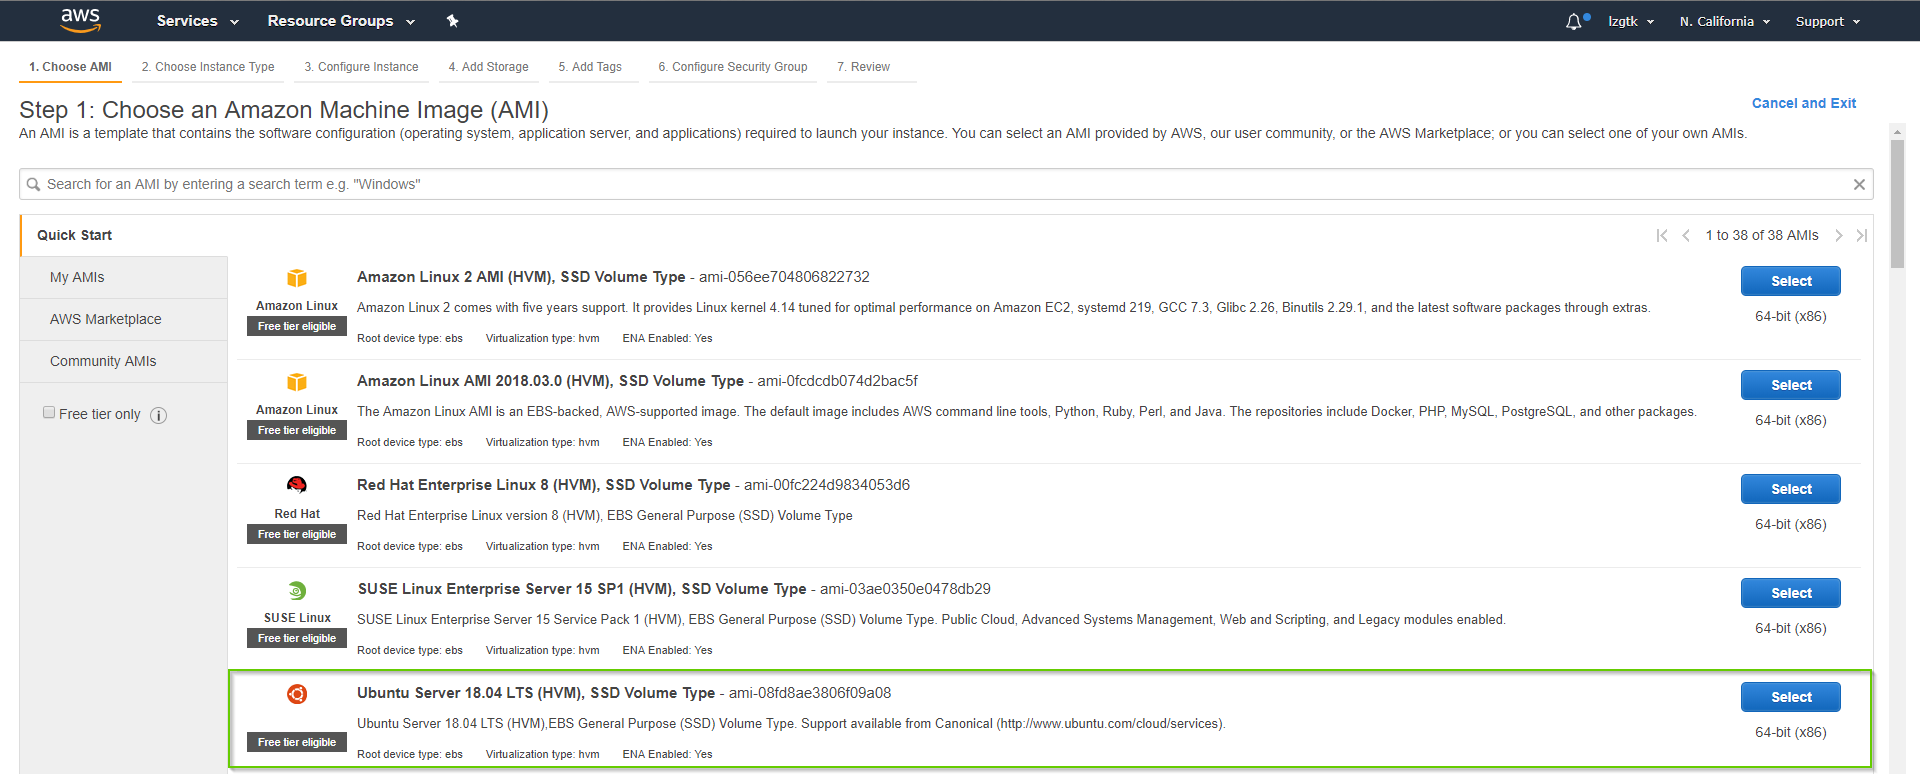 aws Services Resource Groups lzgtk N. California Support
1. Choose AMI 2. Choose Instance Type 3. Configure Instance 4. Add Storage 5. Add Tags 6. Configure Security Group 7. Review
Step 1: Choose an Amazon Machine Image (AMI)
Cancel and Exit
An AMI is a template that contains the software configuration (operating system, application server, and applications) required to launch your instance. You can select an AMI provided by AWS, our user community, or the AWS Marketplace; or you can select one of your own AMIs.
Search for an AMI by entering a search term e.g. "Windows"
Quick Start
1 to 38 of 38 AMIs
My AMIs
AWS Marketplace
Community AMIs
Free tier only
Amazon Linux
Free tier eligible
Amazon Linux 2 AMI (HVM), SSD Volume Type - ami-056ee704806822732
Amazon Linux 2 comes with five years support. It provides Linux kernel 4.14 tuned for optimal performance on Amazon EC2, systemd 219, GCC 7.3, Glibc 2.26, Binutils 2.29.1, and the latest software packages through extras.
Root device type: ebs Virtualization type: hvm ENA Enabled: Yes
Select
64-bit (x86)
Amazon Linux
Free tier eligible
Amazon Linux AMI 2018.03.0 (HVM), SSD Volume Type - ami-0fcdcdb074d2bac5f
The Amazon Linux AMI is an EBS-backed, AWS-supported image. The default image includes AWS command line tools, Python, Ruby, Perl, and Java. The repositories include Docker, PHP, MySQL, PostgreSQL, and other packages.
Root device type: ebs Virtualization type: hvm ENA Enabled: Yes
Select
64-bit (x86)
Red Hat
Free tier eligible
Red Hat Enterprise Linux 8 (HVM), SSD Volume Type - ami-00fc224d9834053d6
Red Hat Enterprise Linux version 8 (HVM), EBS General Purpose (SSD) Volume Type
Root device type: ebs Virtualization type: hvm ENA Enabled: Yes
Select
64-bit (x86)
SUSE Linux
Free tier eligible
SUSE Linux Enterprise Server 15 SP1 (HVM), SSD Volume Type - ami-03ae0350e0478db29
SUSE Linux Enterprise Server 15 Service Pack 1 (HVM), EBS General Purpose (SSD) Volume Type. Public Cloud, Advanced Systems Management, Web and Scripting, and Legacy modules enabled.
Root device type: ebs Virtualization type: hvm ENA Enabled: Yes
Select
64-bit (x86)
Free tier eligible
Ubuntu Server 18.04 LTS (HVM), SSD Volume Type - ami-08fd8ae3806f09a08
Ubuntu Server 18.04 LTS (HVM),EBS General Purpose (SSD) Volume Type. Support available from Canonical (http://www.ubuntu.com/cloud/services).
Root device type: ebs Virtualization type: hvm ENA Enabled: Yes
Select
64-bit (x86)